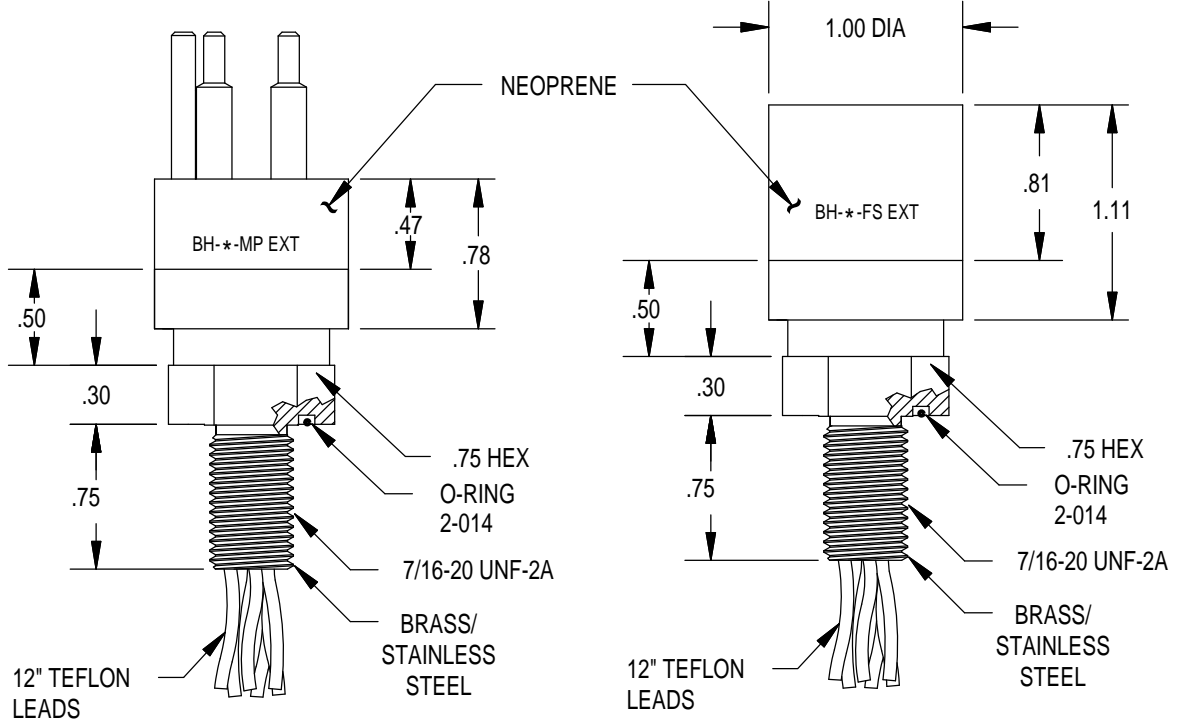 NEOPRENE
BH-*-MP EXT
.47
.78
.50
.30
.75
.75 HEX
O-RING
2-014
7/16-20 UNF-2A
BRASS/
STAINLESS
STEEL
12" TEFLON
LEADS
1.00 DIA
BH-*-FS EXT
.81
1.11
.50
.30
.75
.75 HEX
O-RING
2-014
7/16-20 UNF-2A
BRASS/
STAINLESS
STEEL
12" TEFLON
LEADS